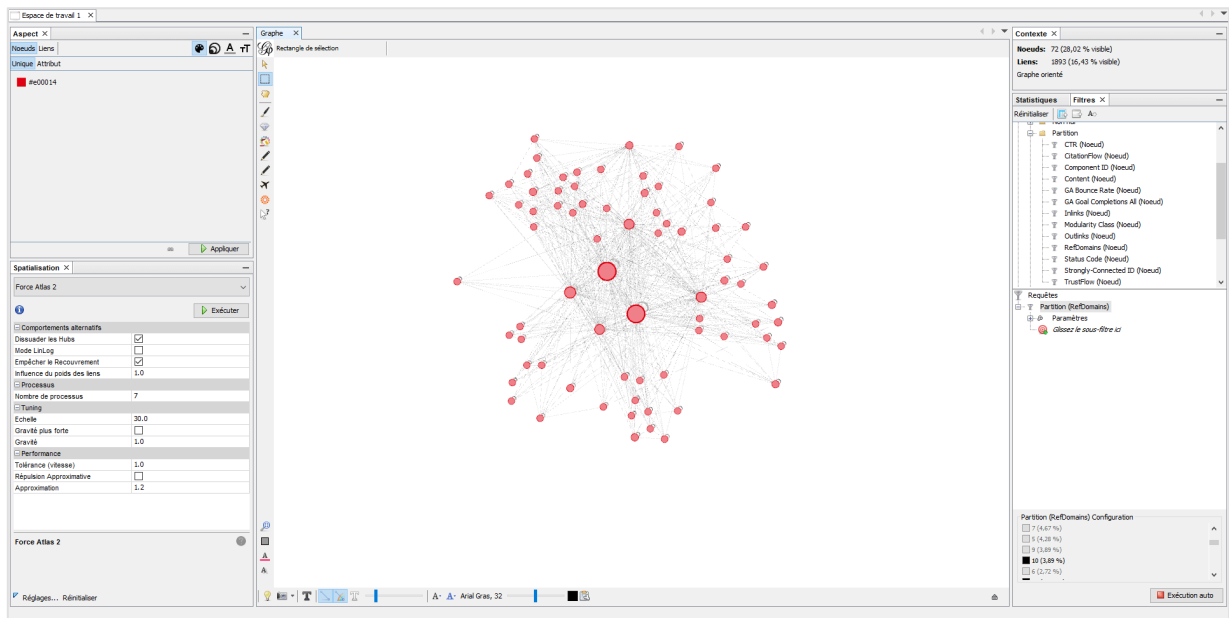 Espace de travail 1
Aspect
Noeuds Liens
Unique Attribut
#e00014
Appliquer
Spatialisation
Force Atlas 2
Exécuter
Comportements alternatifs
Dissuader les Hubs
Mode LinLog
Empêcher le Recouvrement
Influence du poids des liens 1.0
Processus
Nombre de processus 7
Tuning
Echelle 30.0
Gravité plus forte
Gravité 1.0
Performance
Tolérance (vitesse) 1.0
Répulsion Approximative
Approximation 1.2
Force Atlas 2
Réglages... Réinitialiser
Graphe
Rectangle de sélection
A- A- Arial Gras, 32
Contexte
Noeuds: 72 (28,02 % visible)
Liens: 1893 (16,43 % visible)
Graphe orienté
Statistiques Filtres
Réinitialiser
Partition
CTR (Noeud)
CitationFlow (Noeud)
Component ID (Noeud)
Content (Noeud)
GA Bounce Rate (Noeud)
GA Goal Completions All (Noeud)
Inlinks (Noeud)
Modularity Class (Noeud)
Outlinks (Noeud)
RefDomains (Noeud)
Status Code (Noeud)
Strongly-Connected ID (Noeud)
TrustFlow (Noeud)
Requêtes
Partition (RefDomains)
Paramètres
Glissez le sous-filtre ici
Partition (RefDomains) Configuration
7 (4,67 %)
5 (4,28 %)
9 (3,89 %)
10 (3,89 %)
6 (2,72 %)
Exécution auto